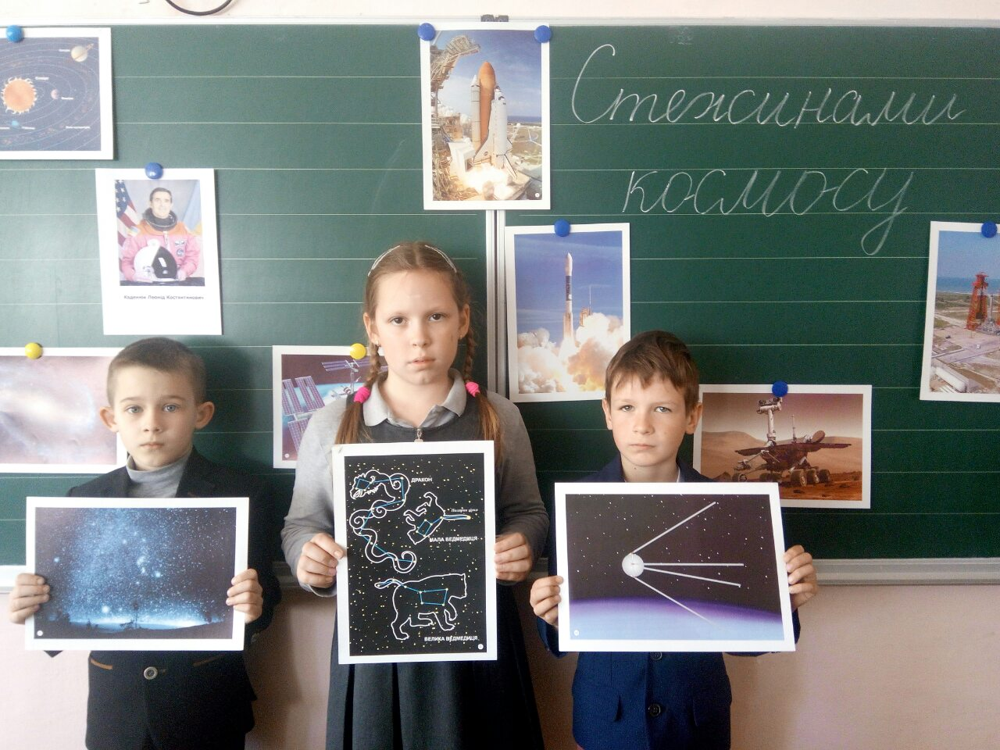 Стежинами
космосу
Каденюк Леонід Костянтинович
ДРАКОН
Полярна зірка
МАЛА ВЕДМЕДИЦЯ
ВЕЛИКА ВЕДМЕДИЦЯ